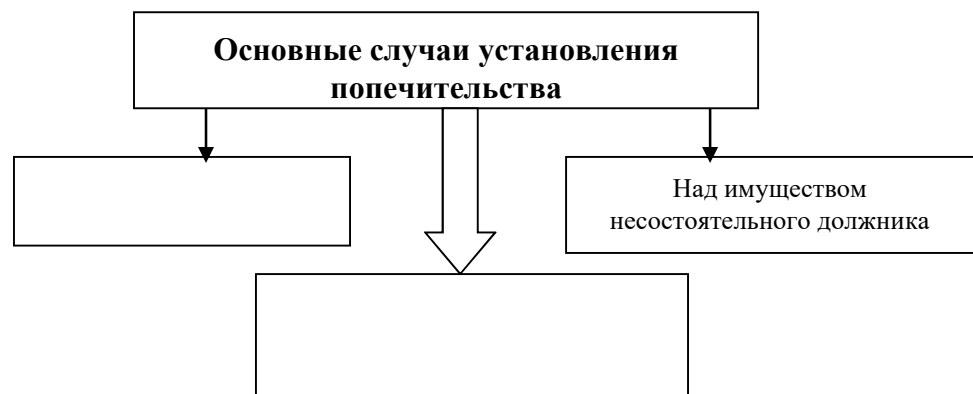 Основные случаи установления
попечительства
Над имуществом
несостоятельного должника